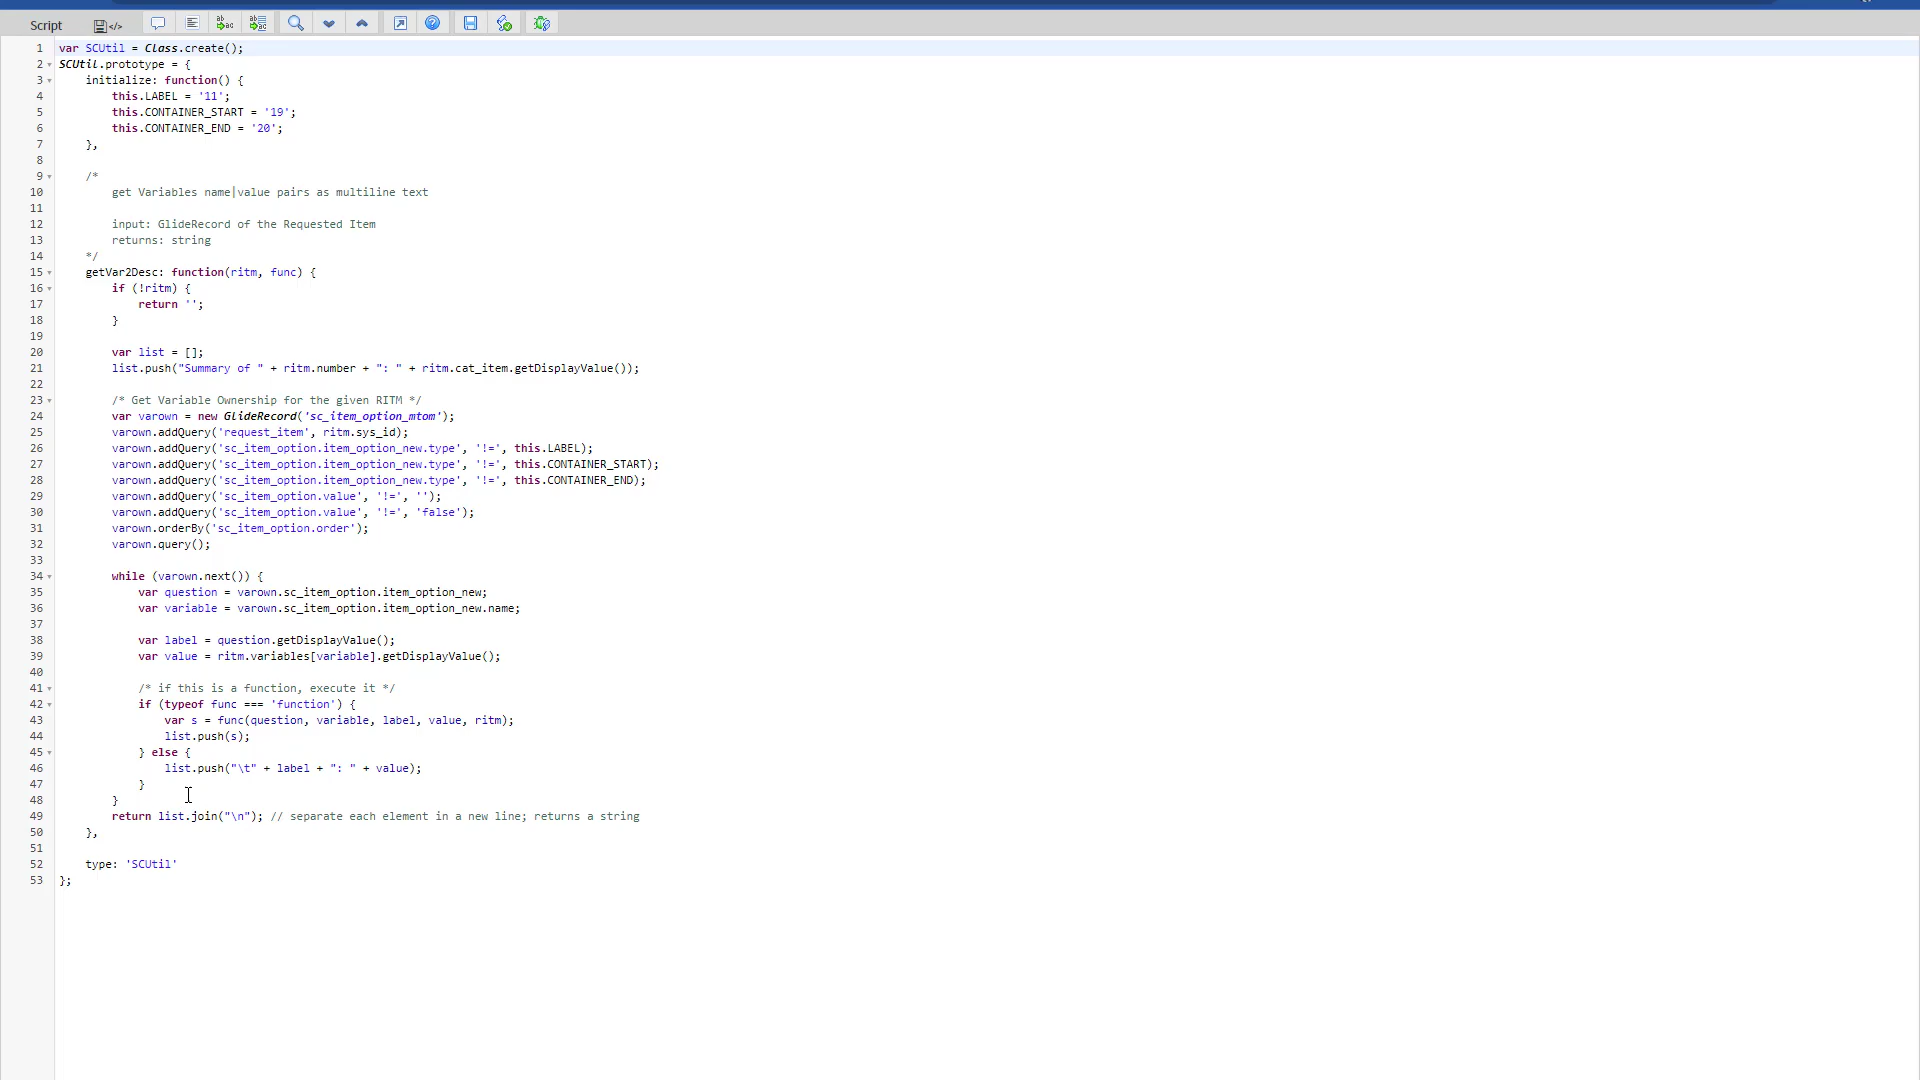 Script
1 var SCUtil = Class.create();
2 SCUtil.prototype = {
3     initialize: function() {
4         this.LABEL = '11';
5         this.CONTAINER_START = '19';
6         this.CONTAINER_END = '20';
7     },
8
9     /*
10         get Variables name|value pairs as multiline text
11
12         input: GlideRecord of the Requested Item
13         returns: string
14     */
15     getVar2Desc: function(ritm, func) {
16         if (!ritm) {
17             return '';
18         }
19
20         var list = [];
21         list.push("Summary of " + ritm.number + ": " + ritm.cat_item.getDisplayValue());
22
23         /* Get Variable Ownership for the given RITM */
24         var varown = new GlideRecord('sc_item_option_mtom');
25         varown.addQuery('request_item', ritm.sys_id);
26         varown.addQuery('sc_item_option.item_option_new.type', '!=', this.LABEL);
27         varown.addQuery('sc_item_option.item_option_new.type', '!=', this.CONTAINER_START);
28         varown.addQuery('sc_item_option.item_option_new.type', '!=', this.CONTAINER_END);
29         varown.addQuery('sc_item_option.value', '!=', '');
30         varown.addQuery('sc_item_option.value', '!=', 'false');
31         varown.orderBy('sc_item_option.order');
32         varown.query();
33
34         while (varown.next()) {
35             var question = varown.sc_item_option.item_option_new;
36             var variable = varown.sc_item_option.item_option_new.name;
37
38             var label = question.getDisplayValue();
39             var value = ritm.variables[variable].getDisplayValue();
40
41             /* if this is a function, execute it */
42             if (typeof func === 'function') {
43                 var s = func(question, variable, label, value, ritm);
44                 list.push(s);
45             } else {
46                 list.push("\t" + label + ": " + value);
47             }
48         }
49         return list.join("\n"); // separate each element in a new line; returns a string
50     },
51
52     type: 'SCUtil'
53 };